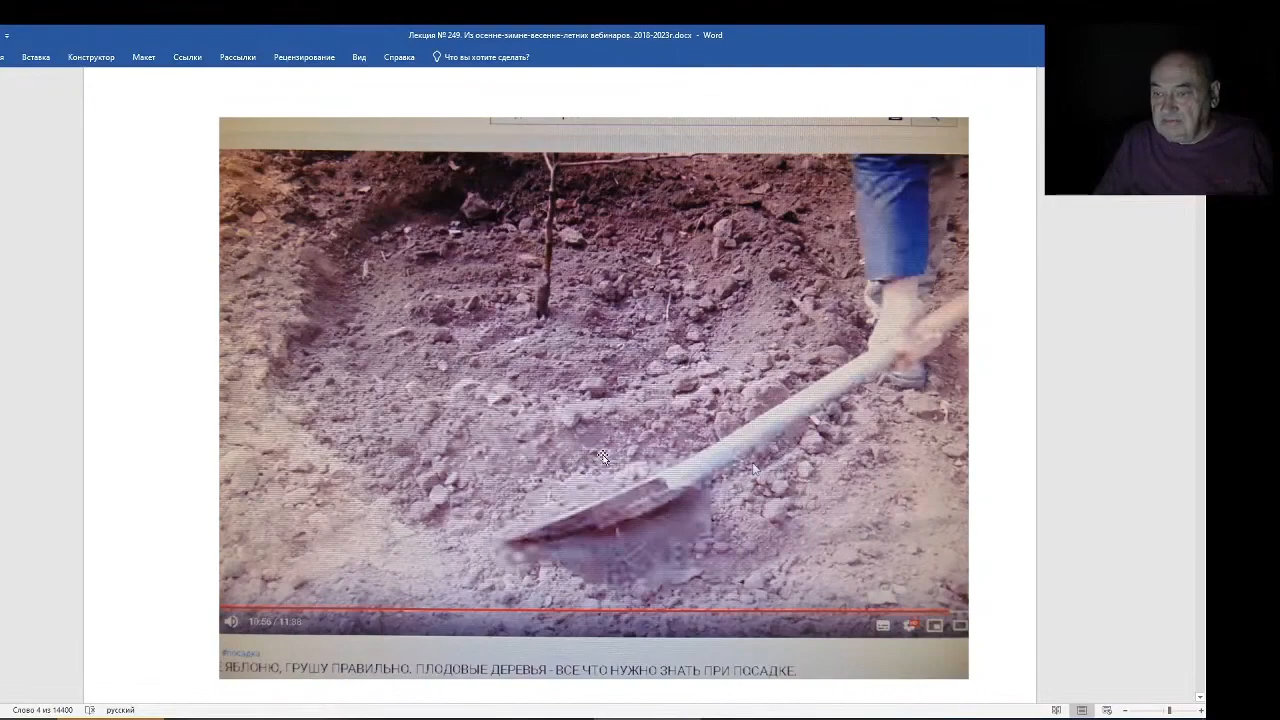 Лекция № 249. Из осенне-зимне-весенне-летних вебинаров. 2018-2023г.docx - Word
Вставка Конструктор Макет Ссылки Рассылки Рецензирование Вид Справка Что вы хотите сделать?
10:56 / 11:38
#посадка
ЯБЛОНЮ, ГРУШУ ПРАВИЛЬНО. ПЛОДОВЫЕ ДЕРЕВЬЯ - ВСЕ ЧТО НУЖНО ЗНАТЬ ПРИ ПОСАДКЕ.
Слово 4 из 14400 русский